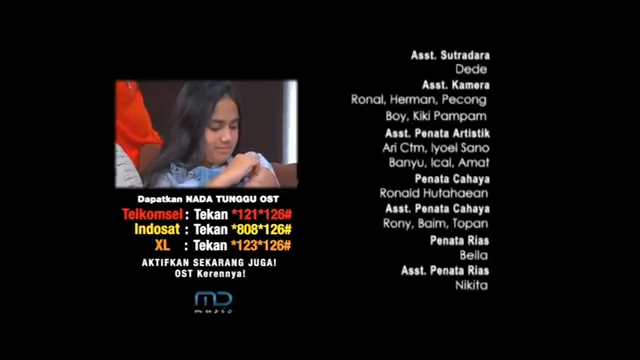 Dapatkan NADA TUNGGU OST
Telkomsel : Tekan *121*126#
Indosat : Tekan *808*126#
XL : Tekan *123*126#
AKTIFKAN SEKARANG JUGA!
OST Kerennya!
MD
music
Asst. Sutradara
Dede
Asst. Kamera
Ronal, Herman, Pecong
Boy, Kiki Pampam
Asst. Penata Artistik
Ari Ctm, Iyoel Sano
Banyu, Ical, Amat
Penata Cahaya
Ronald Hutahaean
Asst. Penata Cahaya
Rony, Baim, Topan
Penata Rias
Bella
Asst. Penata Rias
Nikita